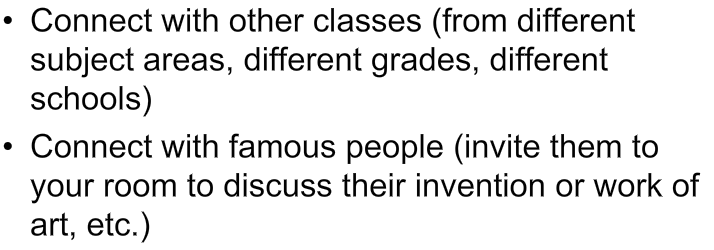 • Connect with other classes (from different
subject areas, different grades, different
schools)
• Connect with famous people (invite them to
your room to discuss their invention or work of
art, etc.)